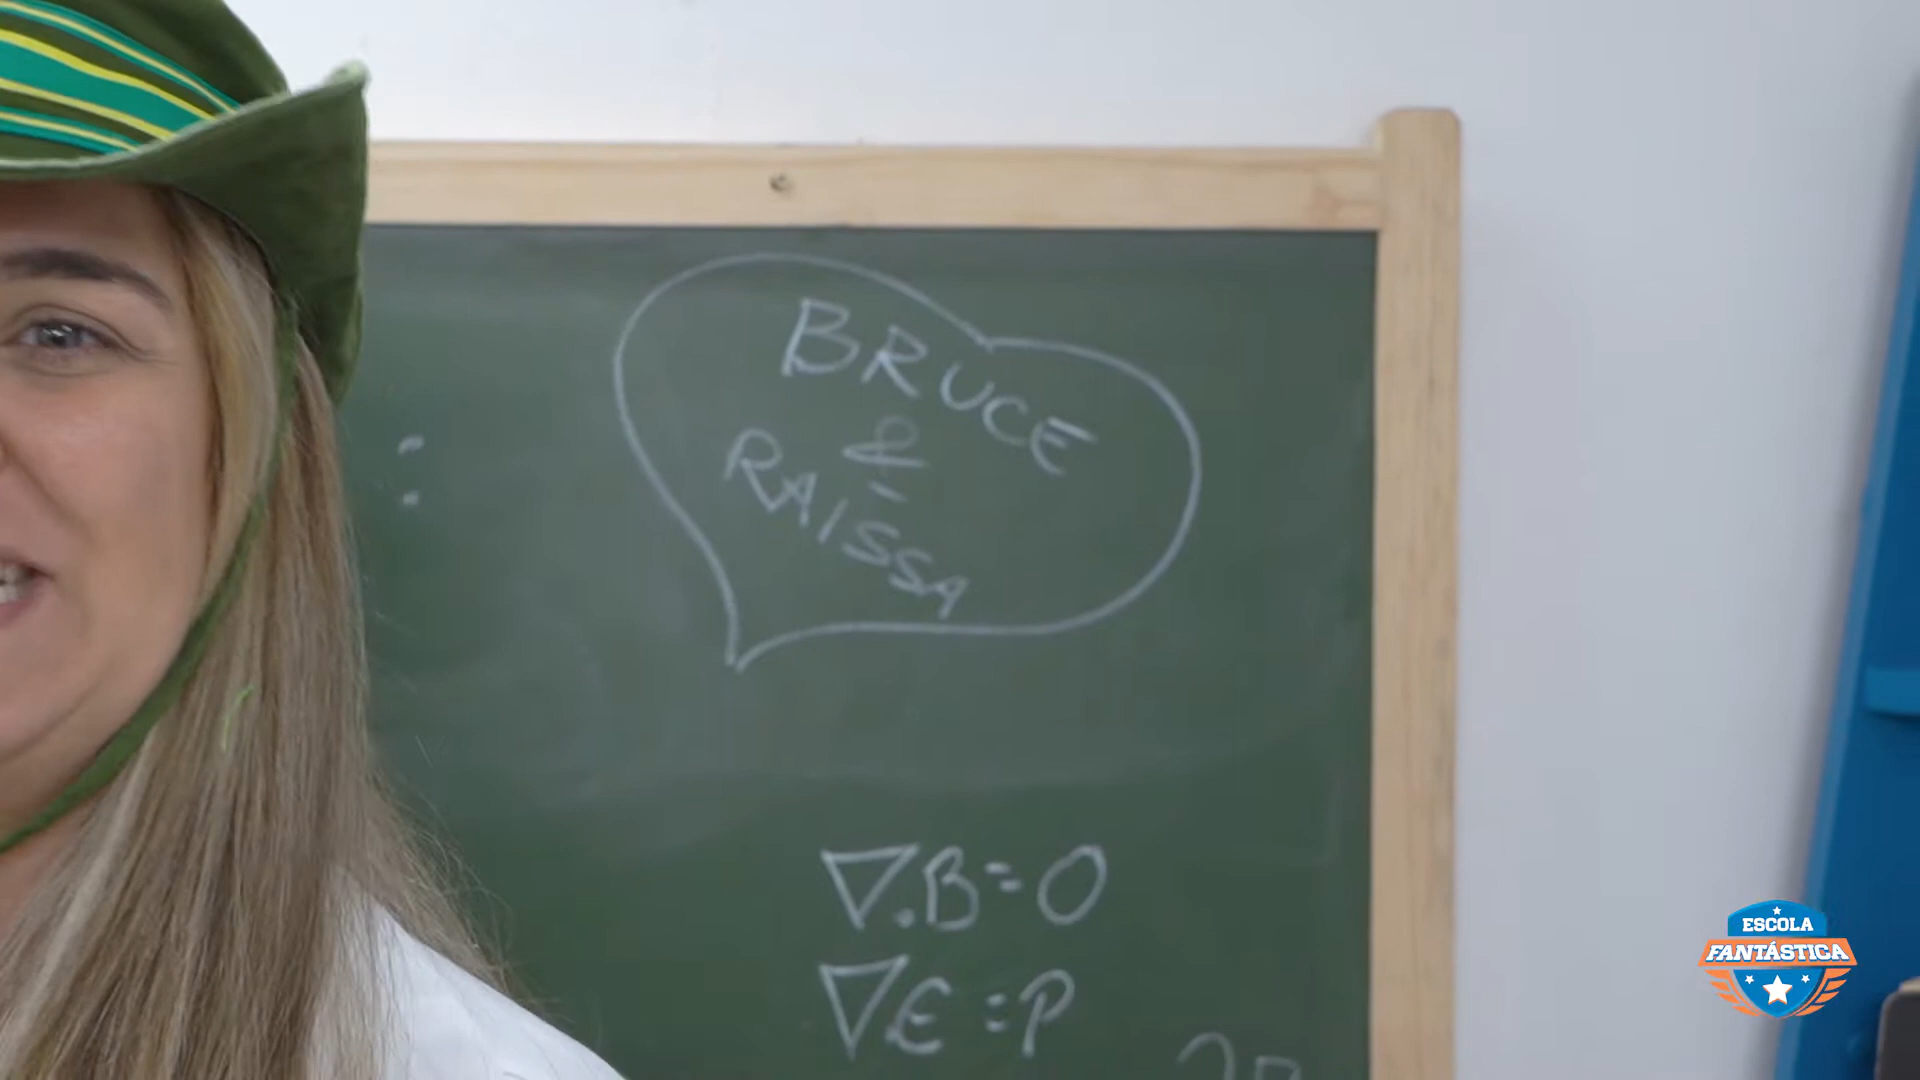 BRUCE
&
RAISSA
∇.B=0
∇.E=P
ESCOLA
FANTÁSTICA